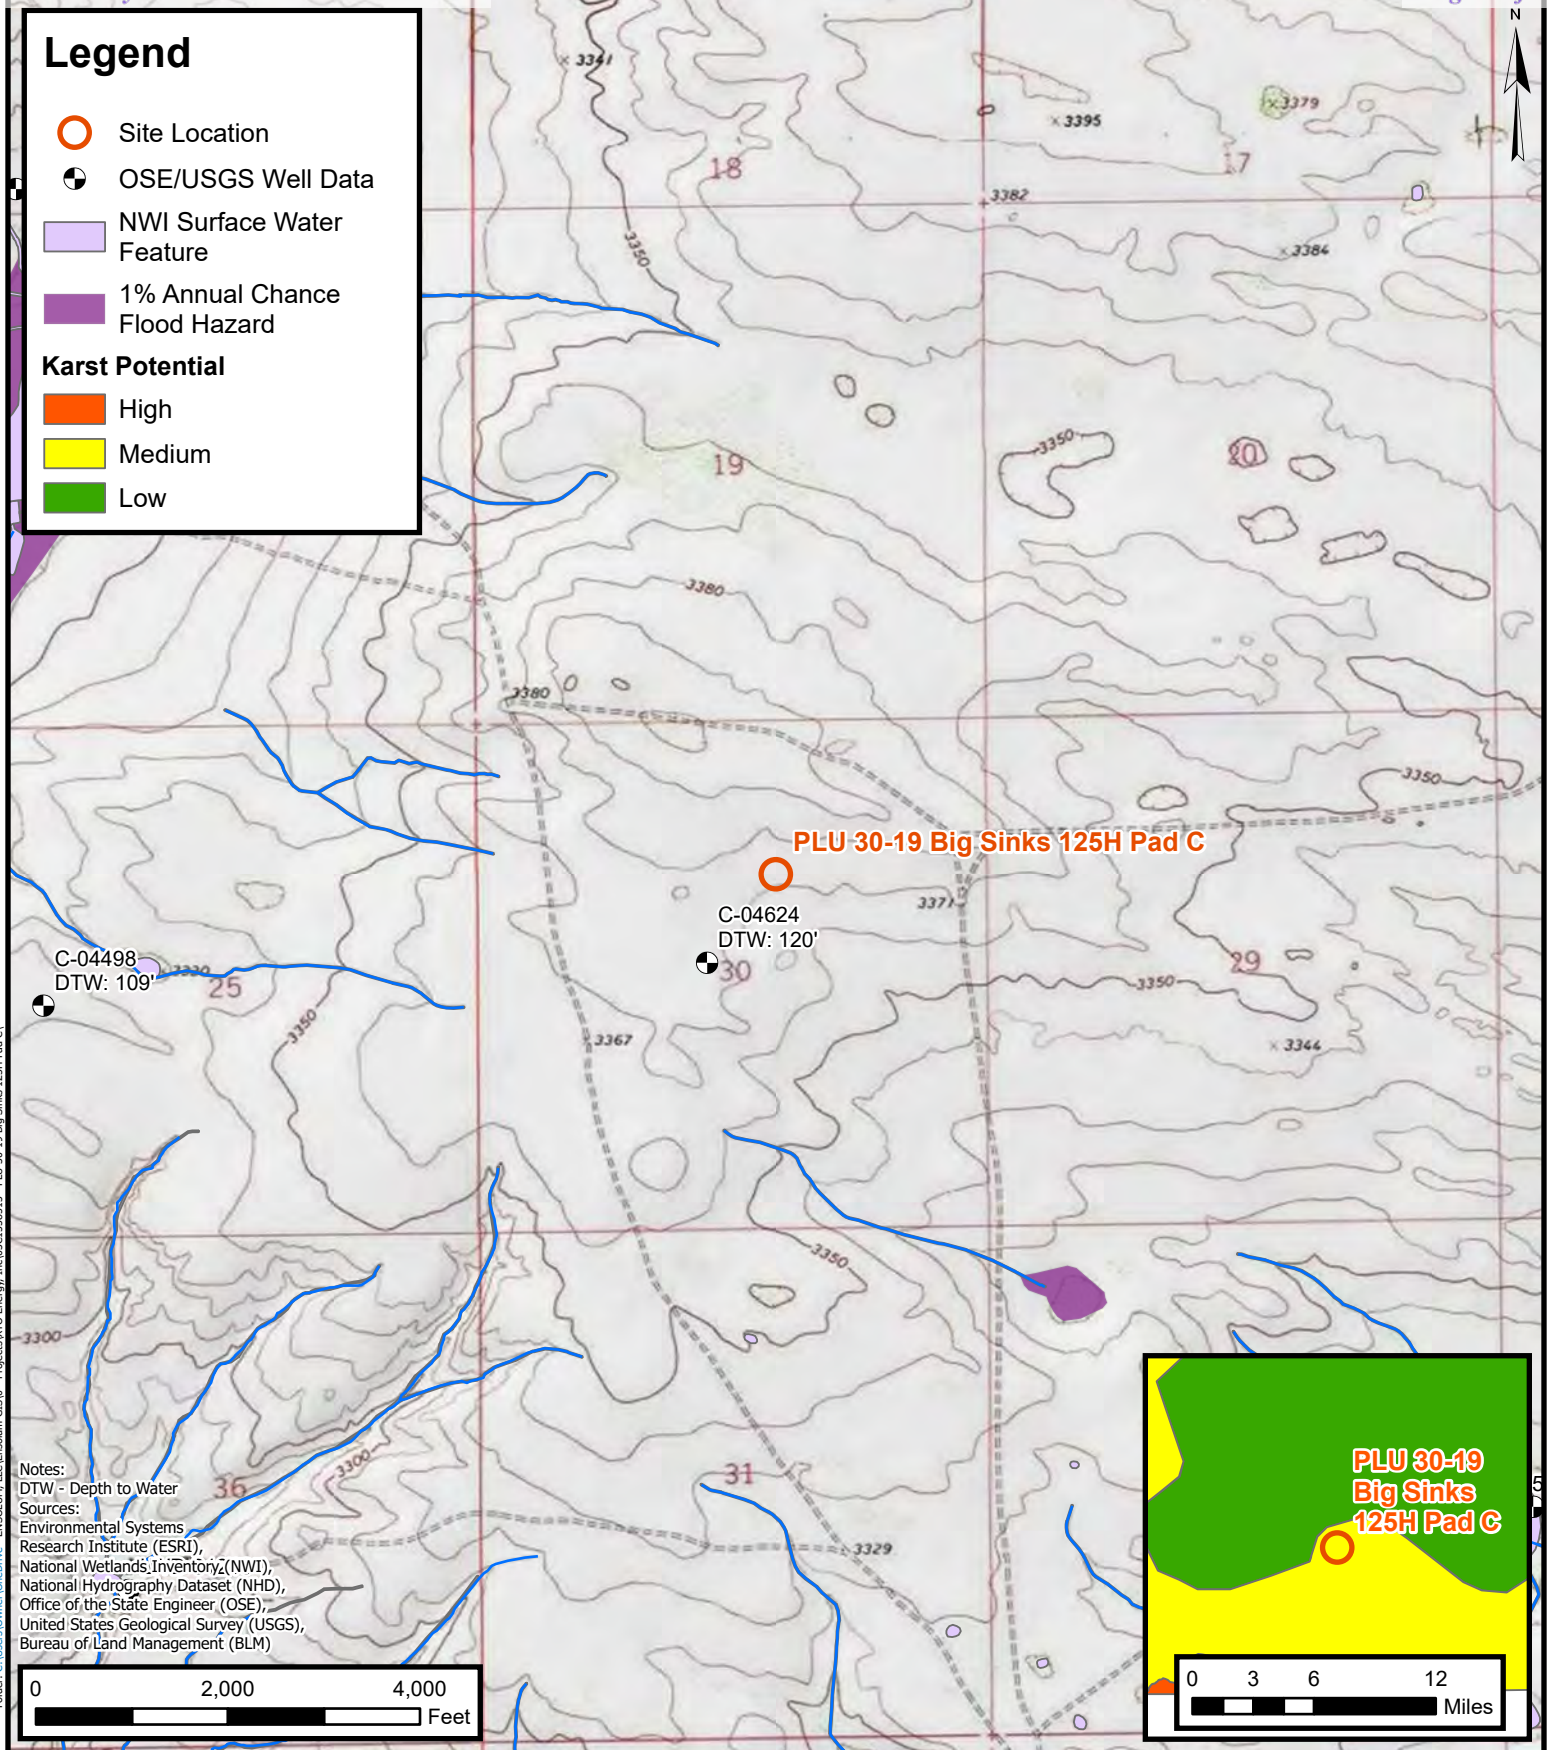 Legend
Site Location
OSE/USGS Well Data
NWI Surface Water
Feature
1% Annual Chance
Flood Hazard
Karst Potential
High
Medium
Low
N
3341
3379
3395
18
17
3382
3350
3384
3350
19
20
3380
3380
3350
PLU 30-19 Big Sinks 125H Pad C
3371
C-04624
DTW: 120'
C-04498
DTW: 109'
3330
25
30
29
3350
3350
3367
3344
3350
3300
3300
36
31
3329
PLU 30-19
Big Sinks
125H Pad C
5
Notes:
DTW - Depth to Water
Sources:
Environmental Systems
Research Institute (ESRI),
National Wetlands Inventory (NWI),
National Hydrography Dataset (NHD),
Office of the State Engineer (OSE),
United States Geological Survey (USGS),
Bureau of Land Management (BLM)
0 2,000 4,000
Feet
0 3 6 12
Miles